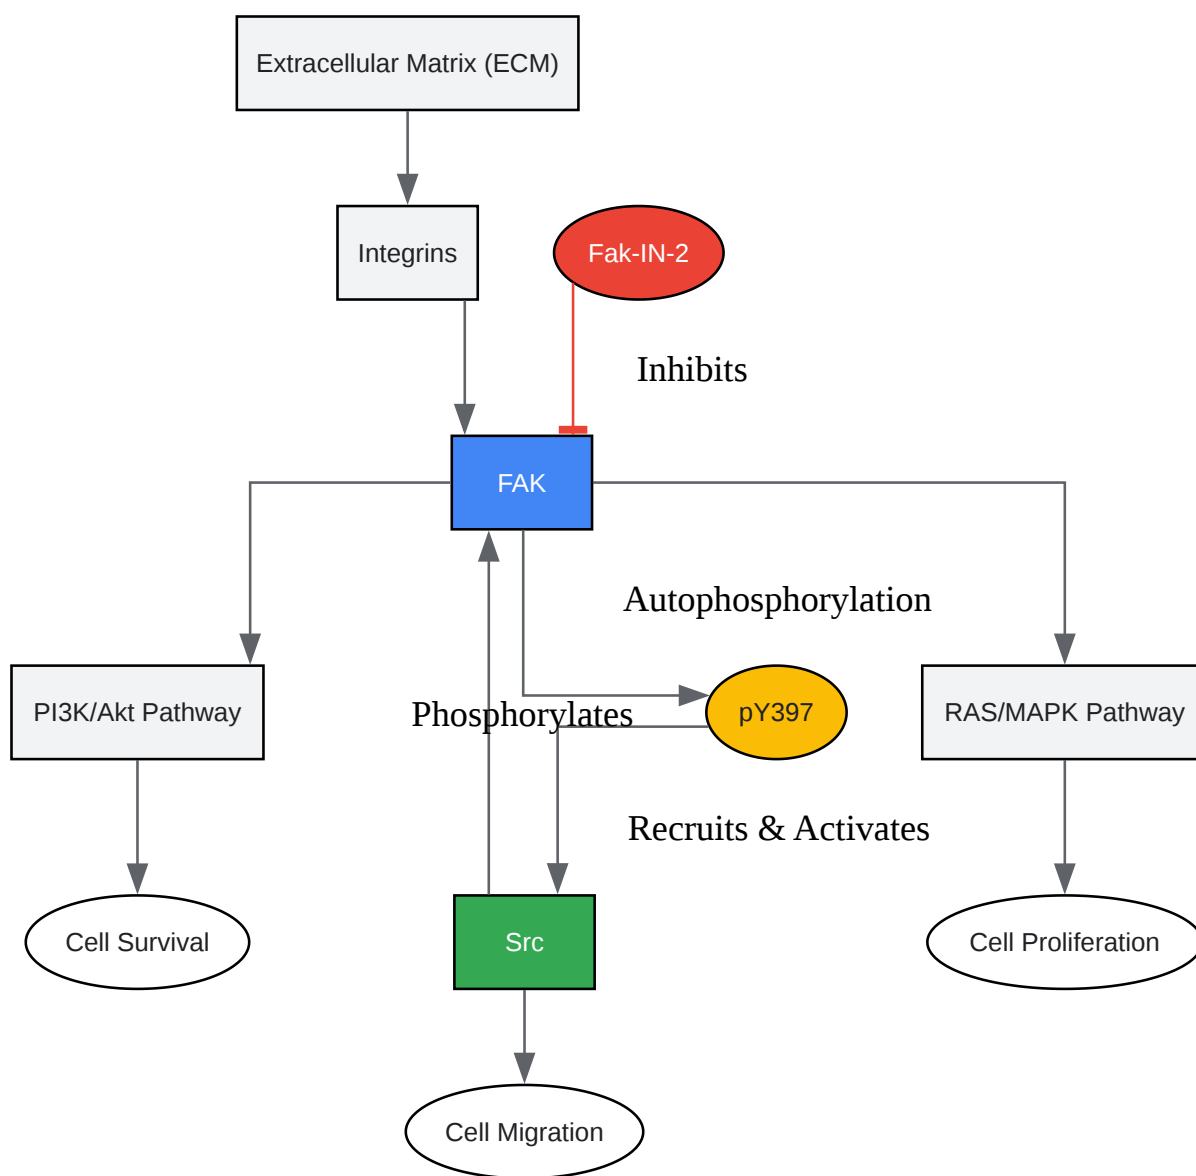 Extracellular Matrix (ECM)
Integrins
Fak-IN-2
Inhibits
FAK
Autophosphorylation
PI3K/Akt Pathway
Phosphorylates
pY397
RAS/MAPK Pathway
Recruits & Activates
Cell Survival
Src
Cell Proliferation
Cell Migration